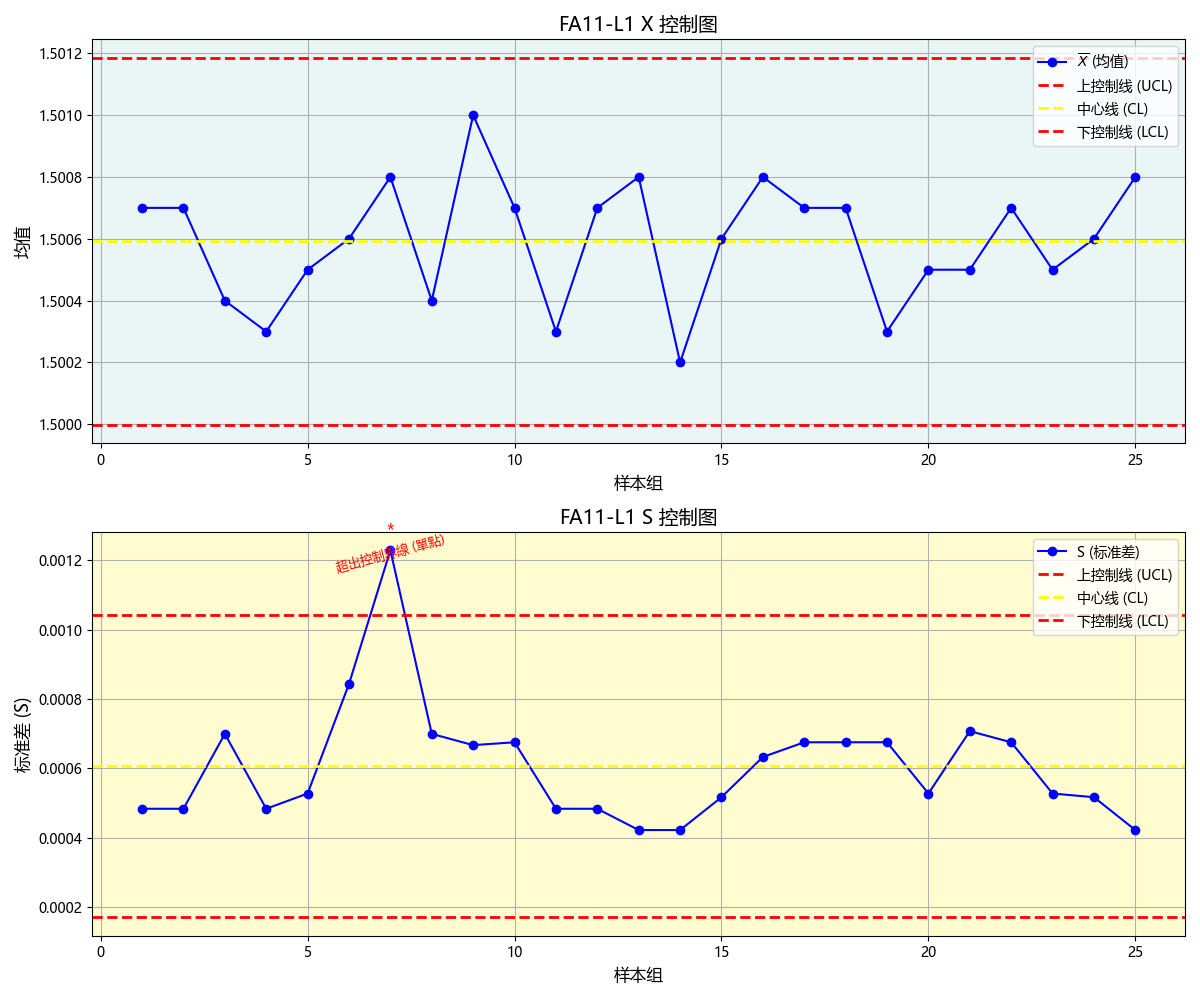 FA11-L1 X 控制图
均值
1.5012
1.5010
1.5008
1.5006
1.5004
1.5002
1.5000
X̅ (均值)
上控制线 (UCL)
中心线 (CL)
下控制线 (LCL)
0 5 10 15 20 25
样本组
FA11-L1 S 控制图
*
超出控制界線 (單點)
标准差 (S)
0.0012
0.0010
0.0008
0.0006
0.0004
0.0002
S (标准差)
上控制线 (UCL)
中心线 (CL)
下控制线 (LCL)
0 5 10 15 20 25
样本组